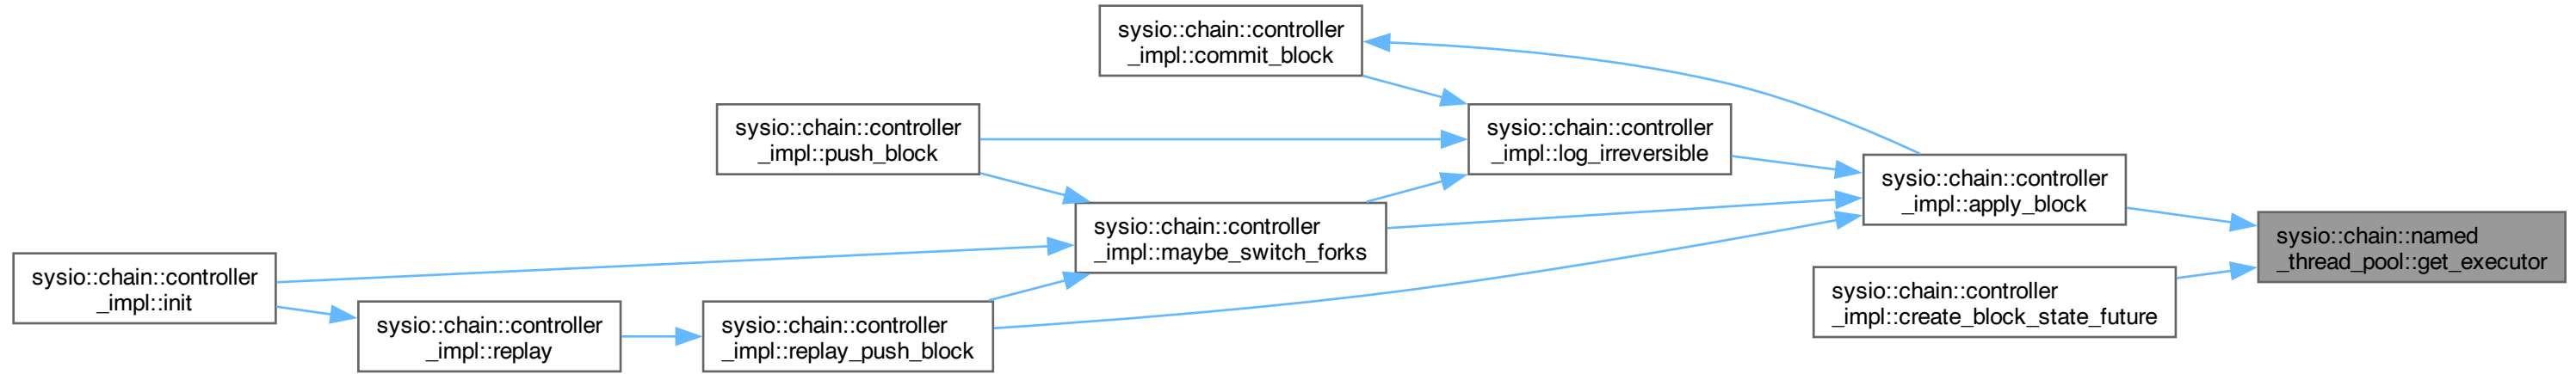 sysio::chain::controller
_impl::commit_block
sysio::chain::controller
_impl::push_block
sysio::chain::controller
_impl::log_irreversible
sysio::chain::controller
_impl::apply_block
sysio::chain::controller
_impl::maybe_switch_forks
sysio::chain::named
_thread_pool::get_executor
sysio::chain::controller
_impl::init
sysio::chain::controller
_impl::create_block_state_future
sysio::chain::controller
_impl::replay
sysio::chain::controller
_impl::replay_push_block